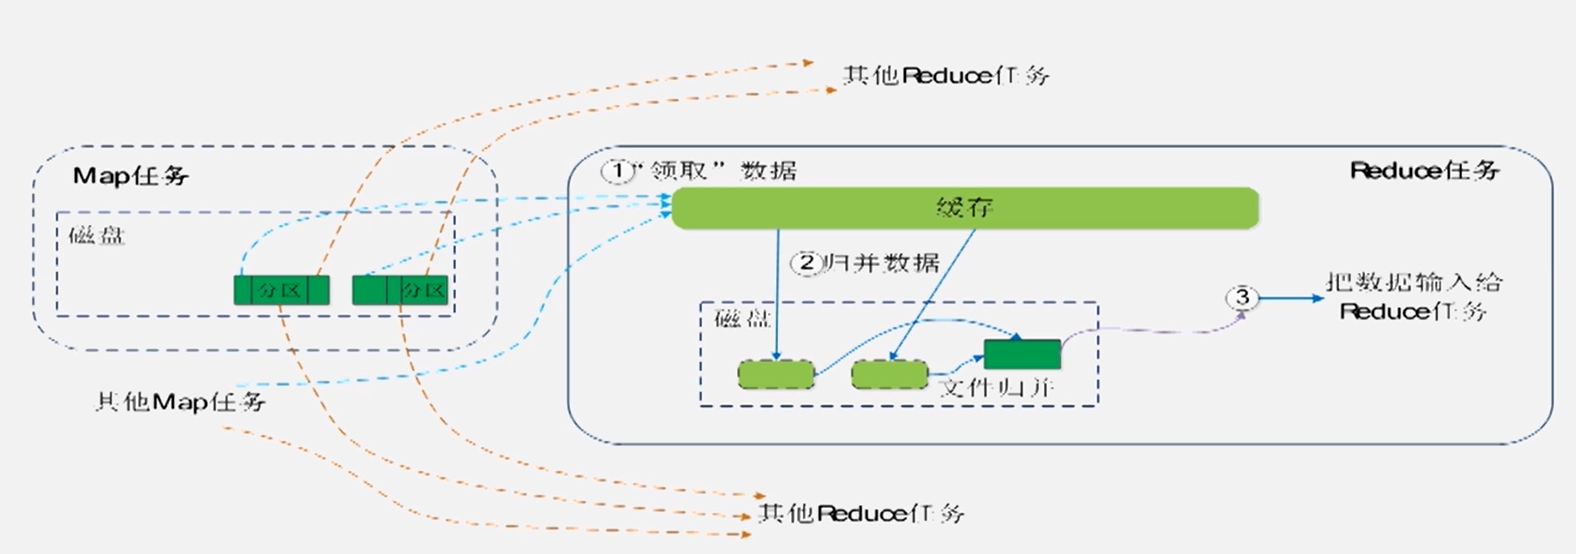 其他Reduce任务
Map任务
磁盘
分区
分区
其他Map任务
①“领取”数据
Reduce任务
缓存
②归并数据
磁盘
文件归并
③
把数据输入给
Reduce任务
其他Reduce任务